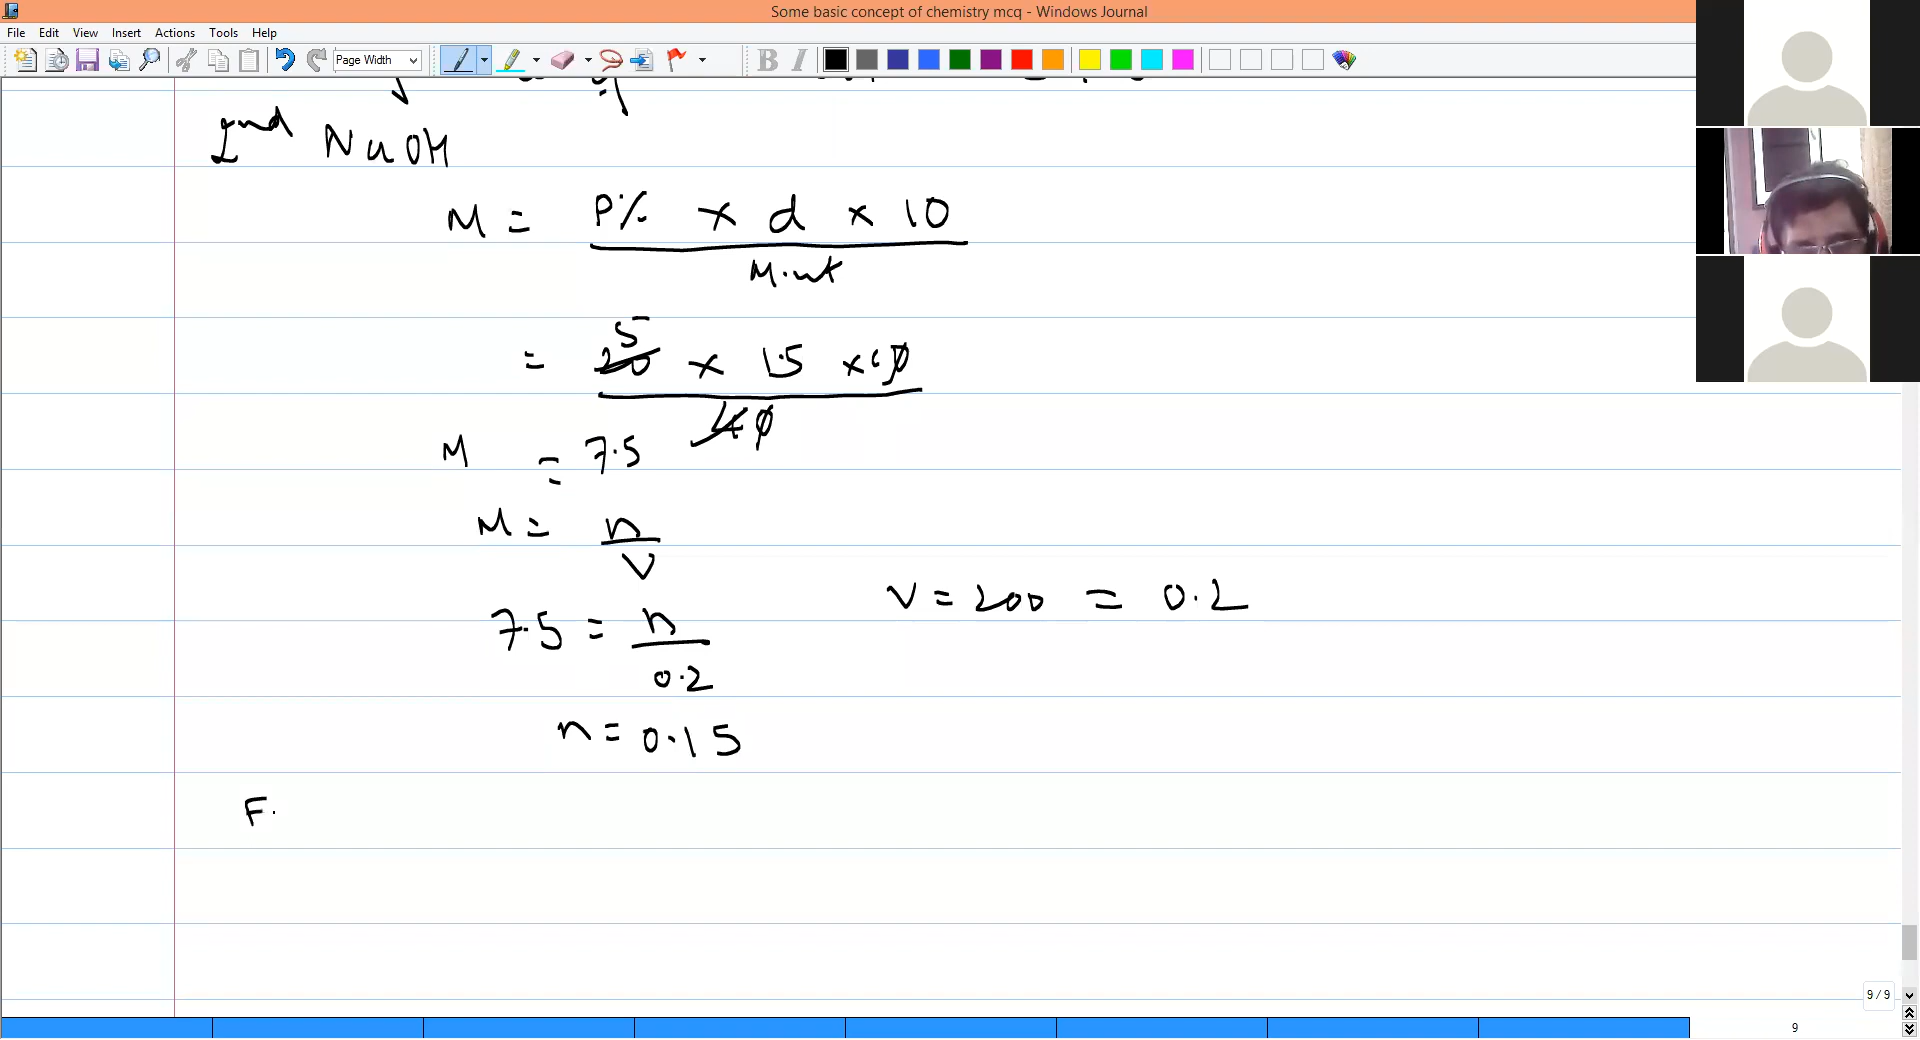 Some basic concept of chemistry mcq - Windows Journal
File Edit View Insert Actions Tools Help
Page Width B I
2nd NaOH
M = P% × d × 10
M.wt
5
= 20 × 1.5 × 10
40
M = 7.5
M = n
V
V = 200 = 0.2
7.5 = n
0.2
n = 0.15
F.
9 / 9
9